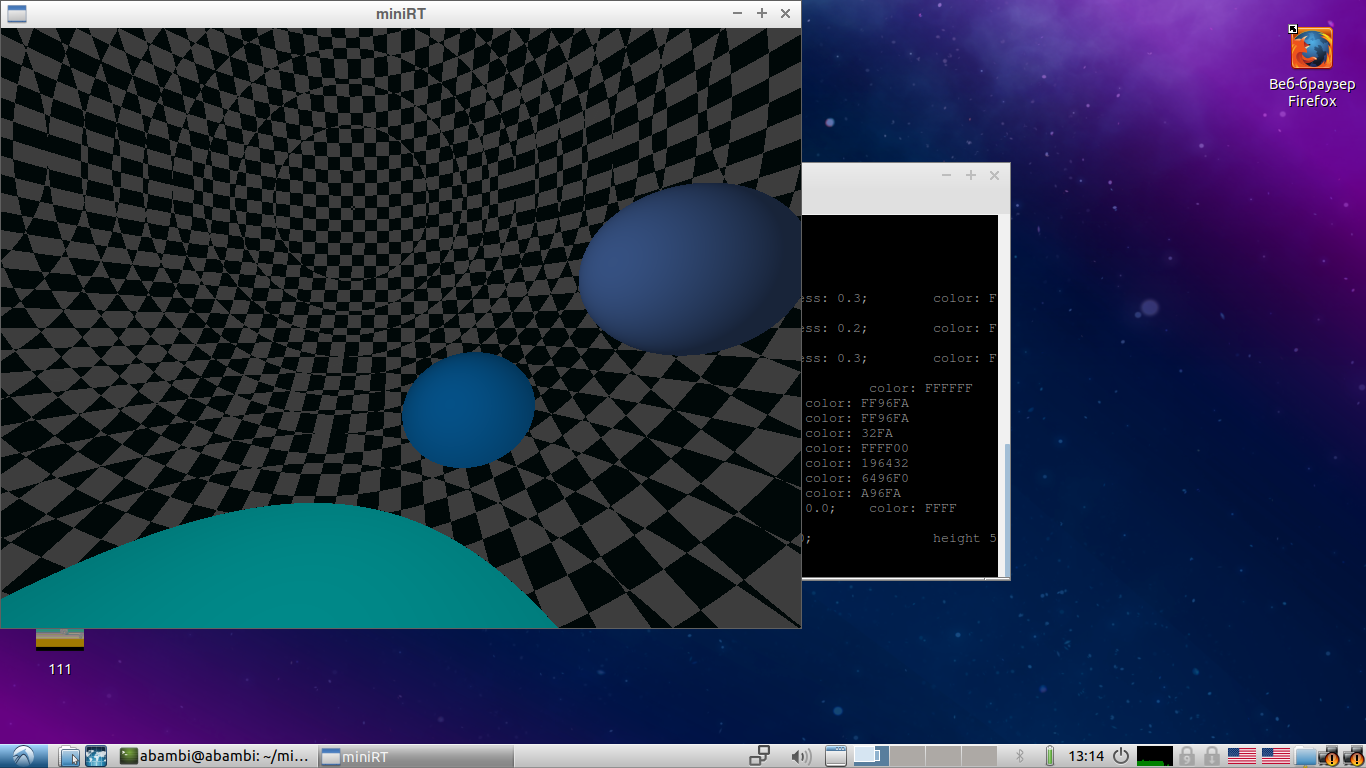 miniRT
Веб-браузер
Firefox
ess: 0.3; color: F
ess: 0.2; color: F
ess: 0.3; color: F
color: FFFFFF
color: FF96FA
color: FF96FA
color: 32FA
color: FFFF00
color: 196432
color: 6496F0
color: A96FA
0.0; color: FFFF
; height 5
111
abambi@abambi: ~/mi...
miniRT
13:14